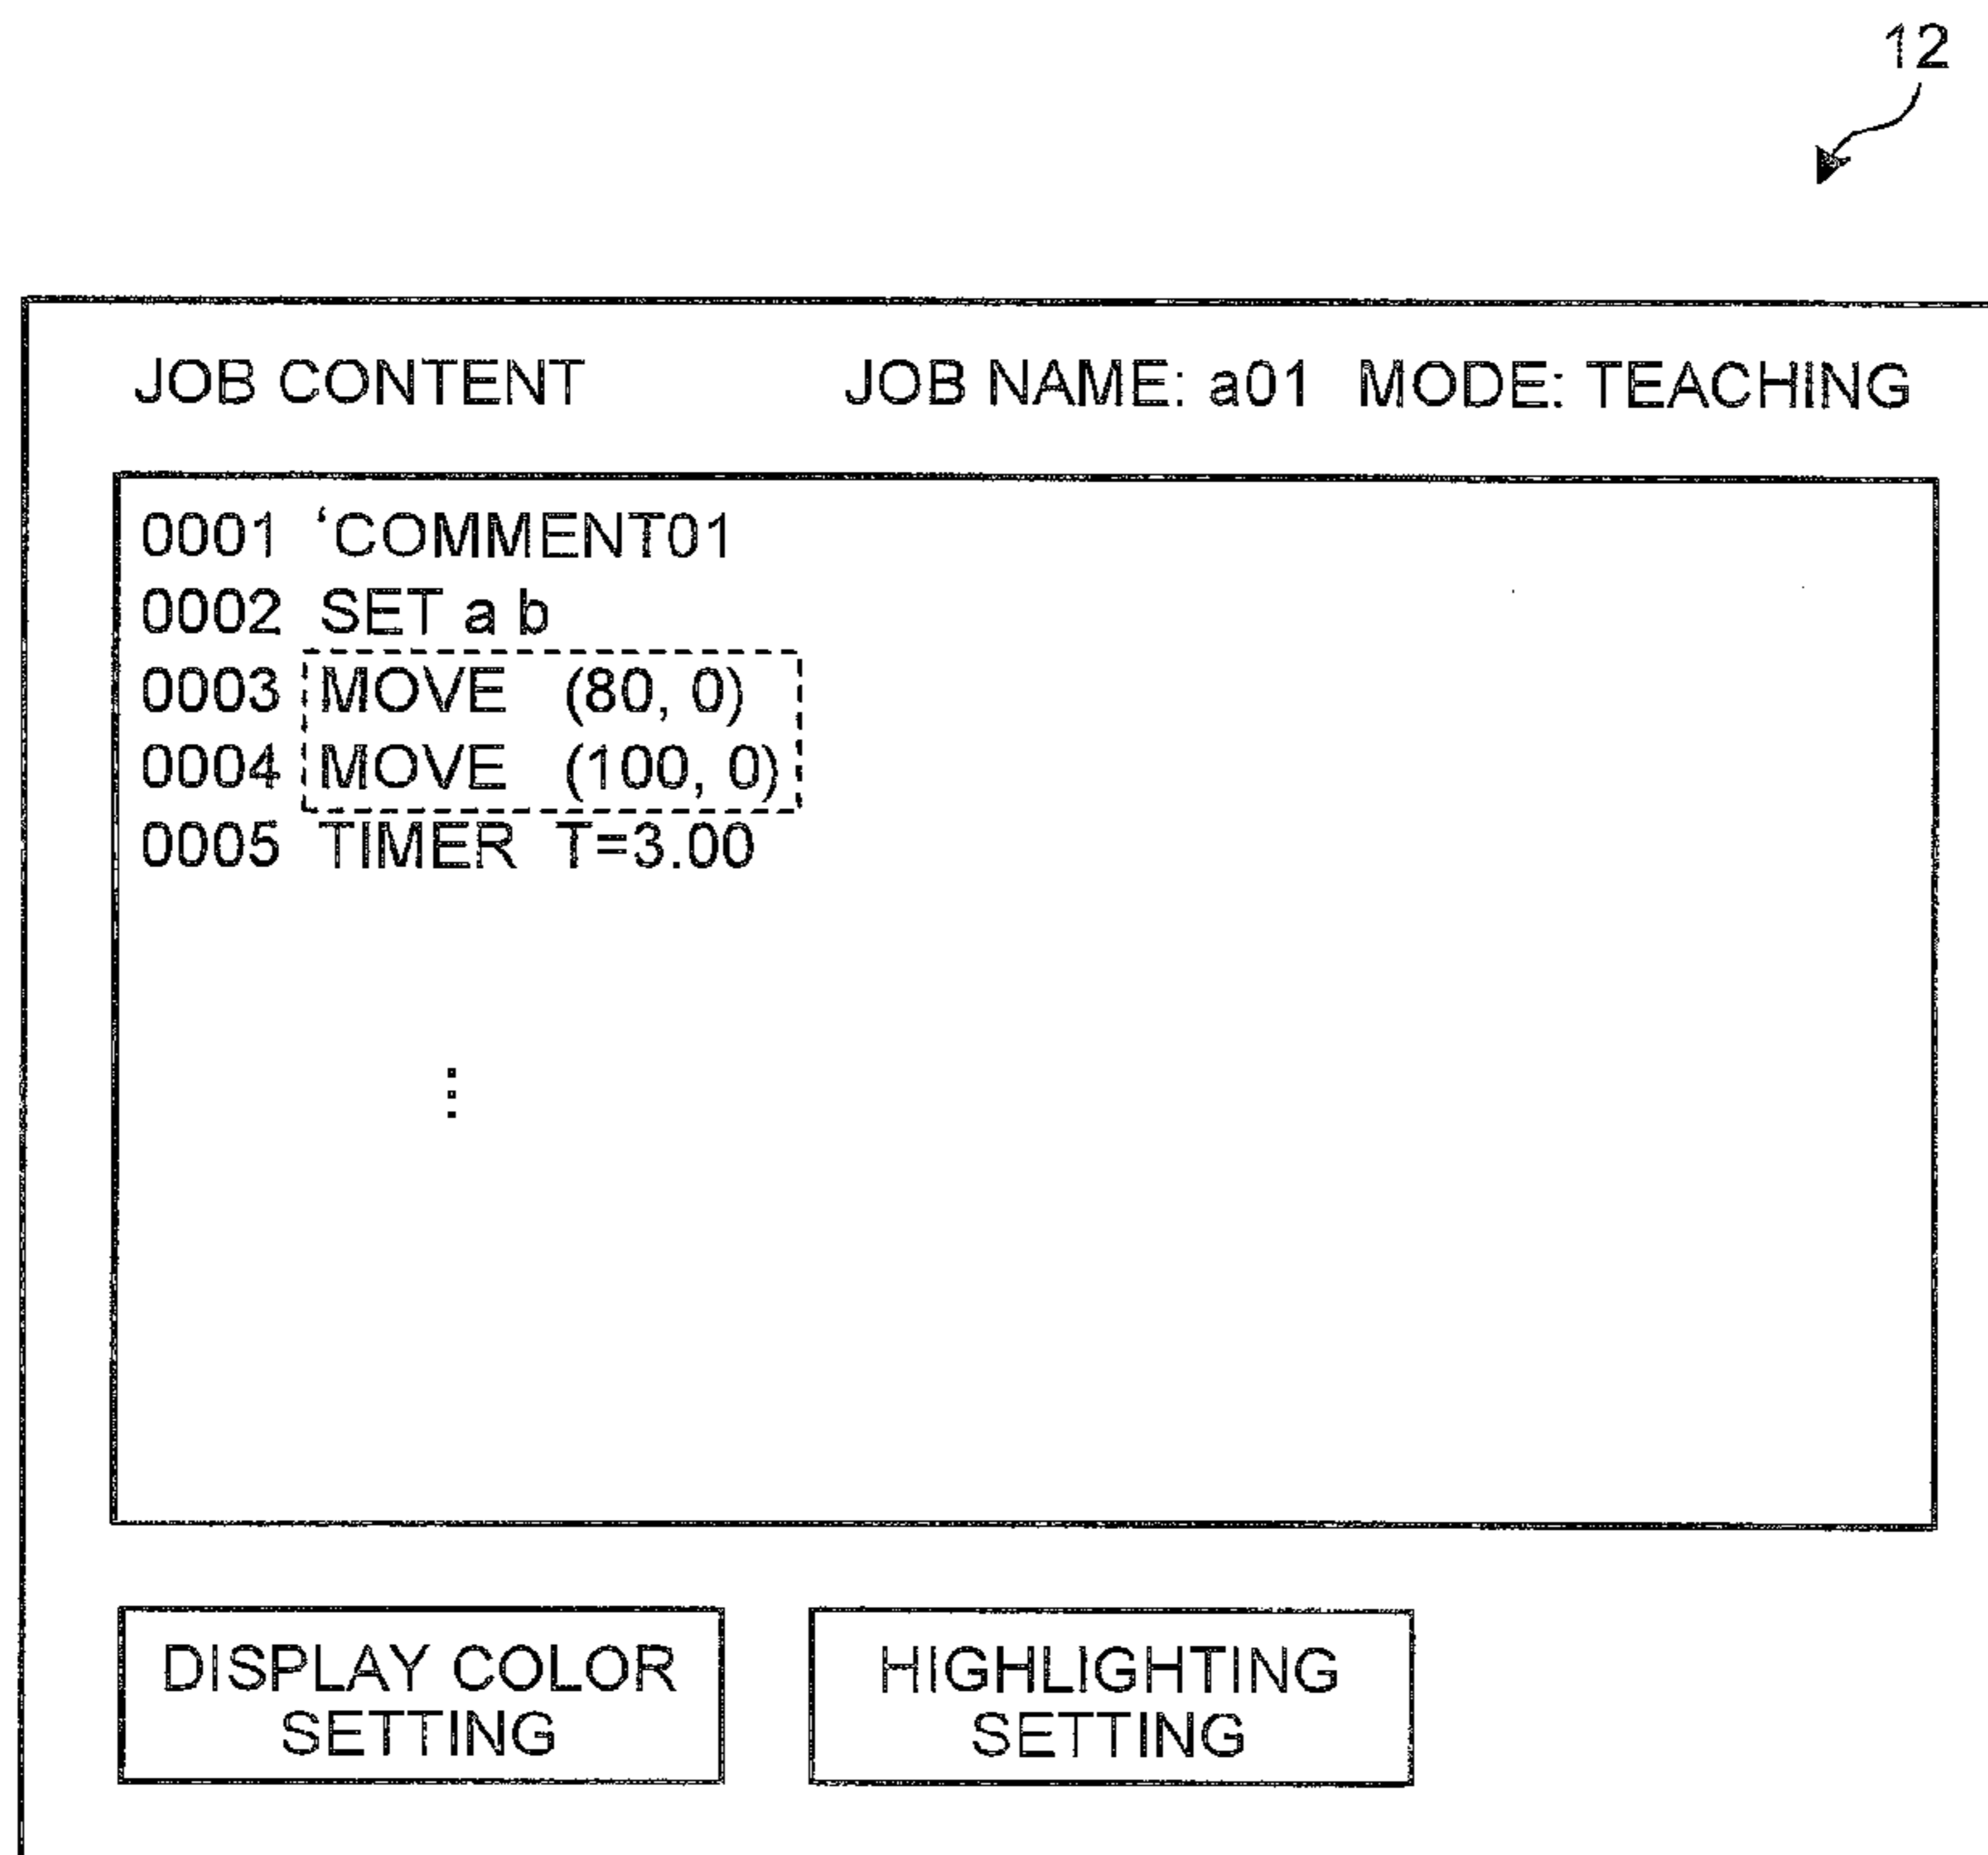 12
JOB CONTENT JOB NAME: a01 MODE: TEACHING
0001 ‘COMMENT01
0002 SET a b
0003 MOVE (80, 0)
0004 MOVE (100, 0)
0005 TIMER T=3.00
⋮
DISPLAY COLOR
SETTING
HIGHLIGHTING
SETTING